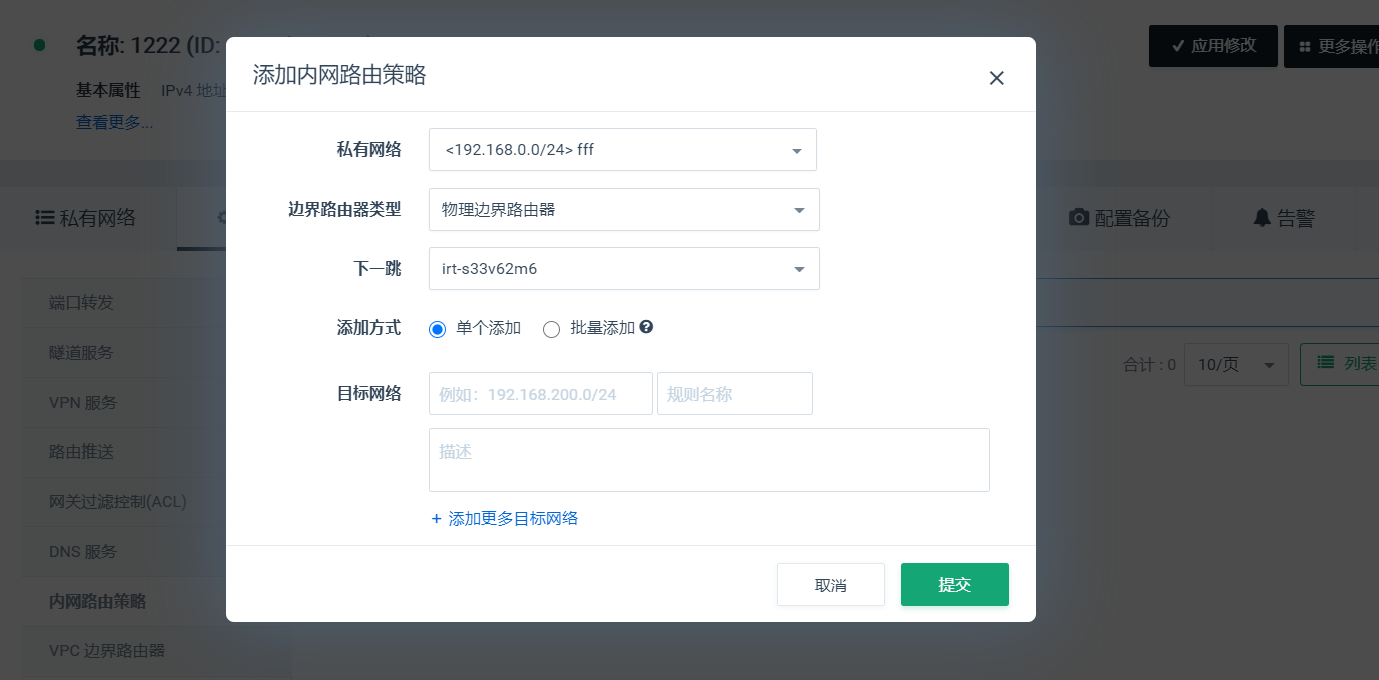 名称: 1222 (ID:
应用修改
更多操作
基本属性 IPv4 地址
查看更多...
添加内网路由策略
私有网络 <192.168.0.0/24> fff
边界路由器类型 物理边界路由器
下一跳 irt-s33v62m6
添加方式 单个添加 批量添加
目标网络 例如：192.168.200.0/24 规则名称
描述
+ 添加更多目标网络
取消 提交
私有网络
配置备份
告警
端口转发
隧道服务
VPN 服务
路由推送
网关过滤控制(ACL)
DNS 服务
内网路由策略
VPC 边界路由器
合计 : 0 10/页 列表